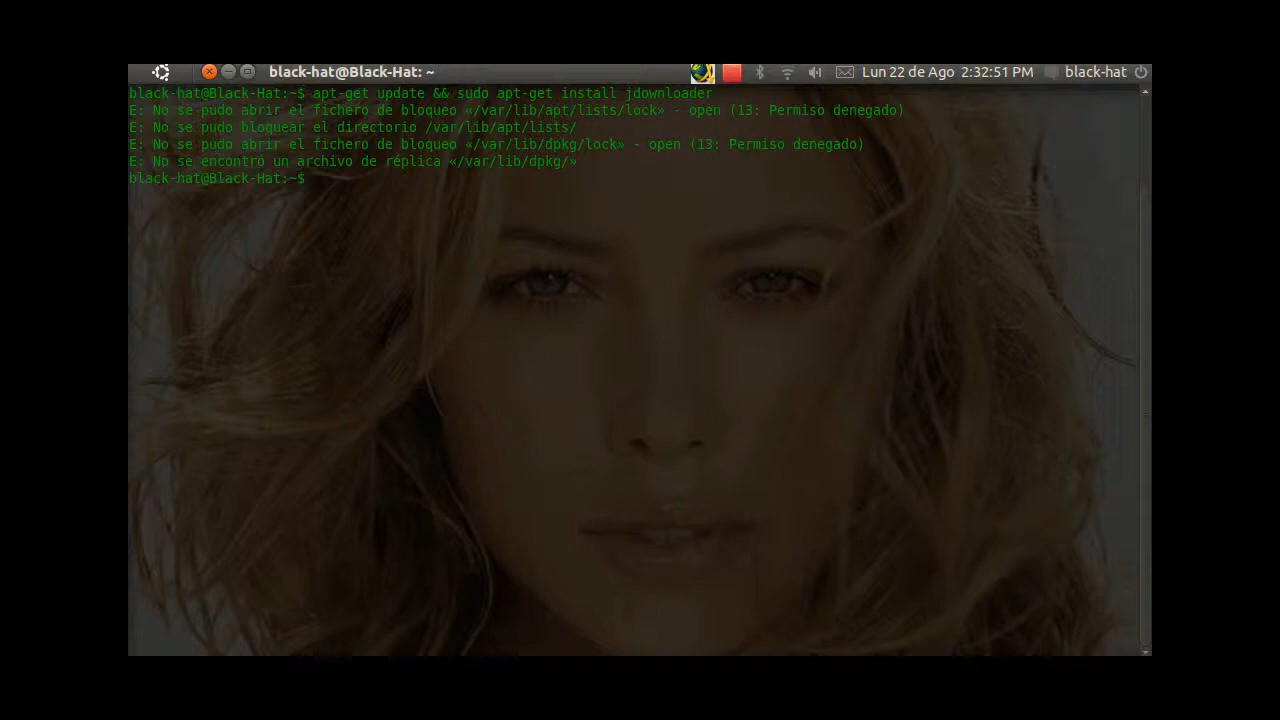 black-hat@Black-Hat: ~
Lun 22 de Ago 2:32:51 PM
black-hat
black-hat@Black-Hat:~$ apt-get update && sudo apt-get install jdownloader
E: No se pudo abrir el fichero de bloqueo «/var/lib/apt/lists/lock» - open (13: Permiso denegado)
E: No se pudo bloquear el directorio /var/lib/apt/lists/
E: No se pudo abrir el fichero de bloqueo «/var/lib/dpkg/lock» - open (13: Permiso denegado)
E: No se encontró un archivo de réplica «/var/lib/dpkg/»
black-hat@Black-Hat:~$